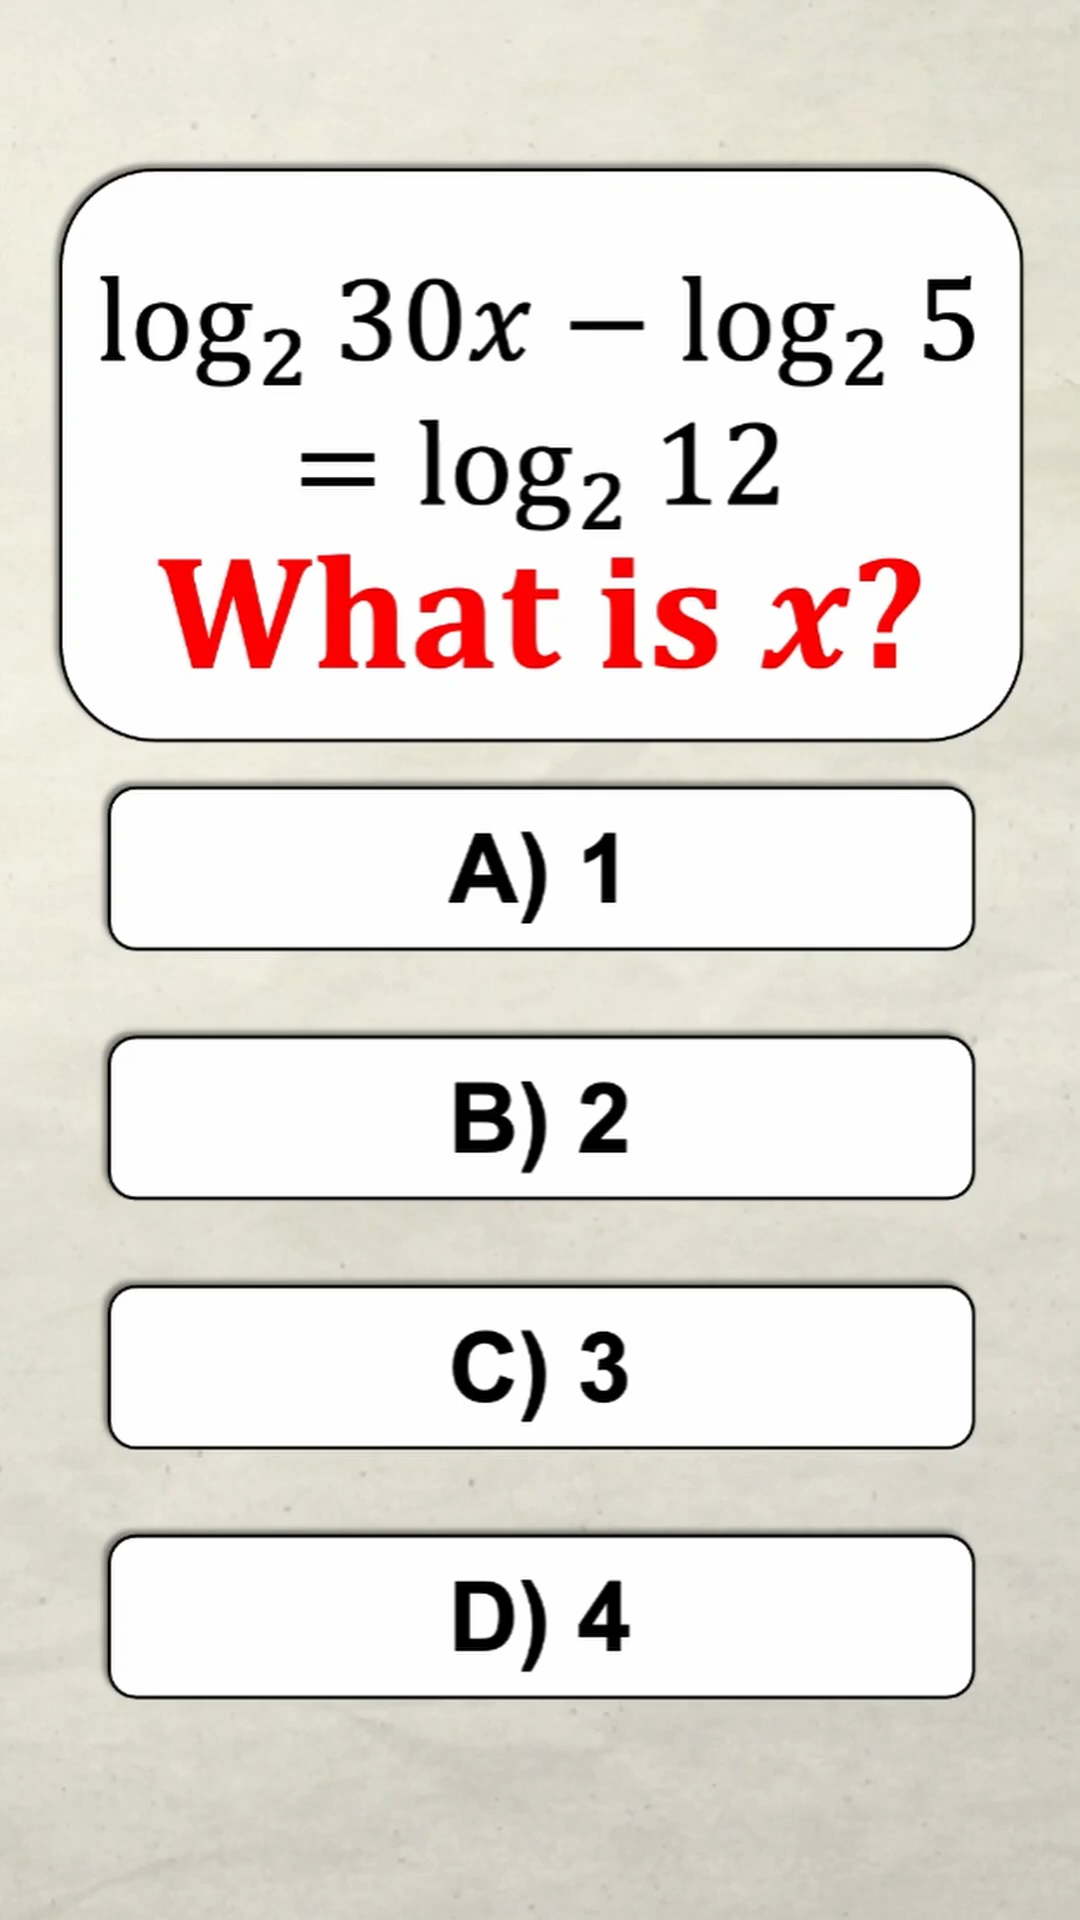 log₂ 30x − log₂ 5
= log₂ 12
What is x?
A) 1
B) 2
C) 3
D) 4